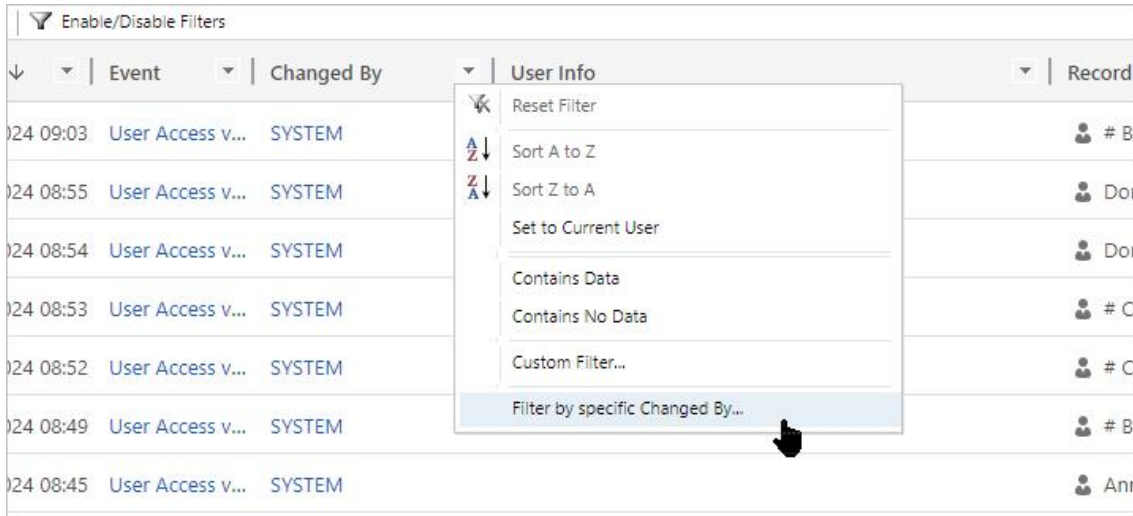 Enable/Disable Filters
Event Changed By User Info Record
024 09:03 User Access v... SYSTEM # B
Reset Filter
Sort A to Z
024 08:55 User Access v... SYSTEM Do
Sort Z to A
Set to Current User
024 08:54 User Access v... SYSTEM Do
Contains Data
024 08:53 User Access v... SYSTEM # C
Contains No Data
024 08:52 User Access v... SYSTEM # C
Custom Filter...
Filter by specific Changed By...
024 08:49 User Access v... SYSTEM # B
024 08:45 User Access v... SYSTEM Ann